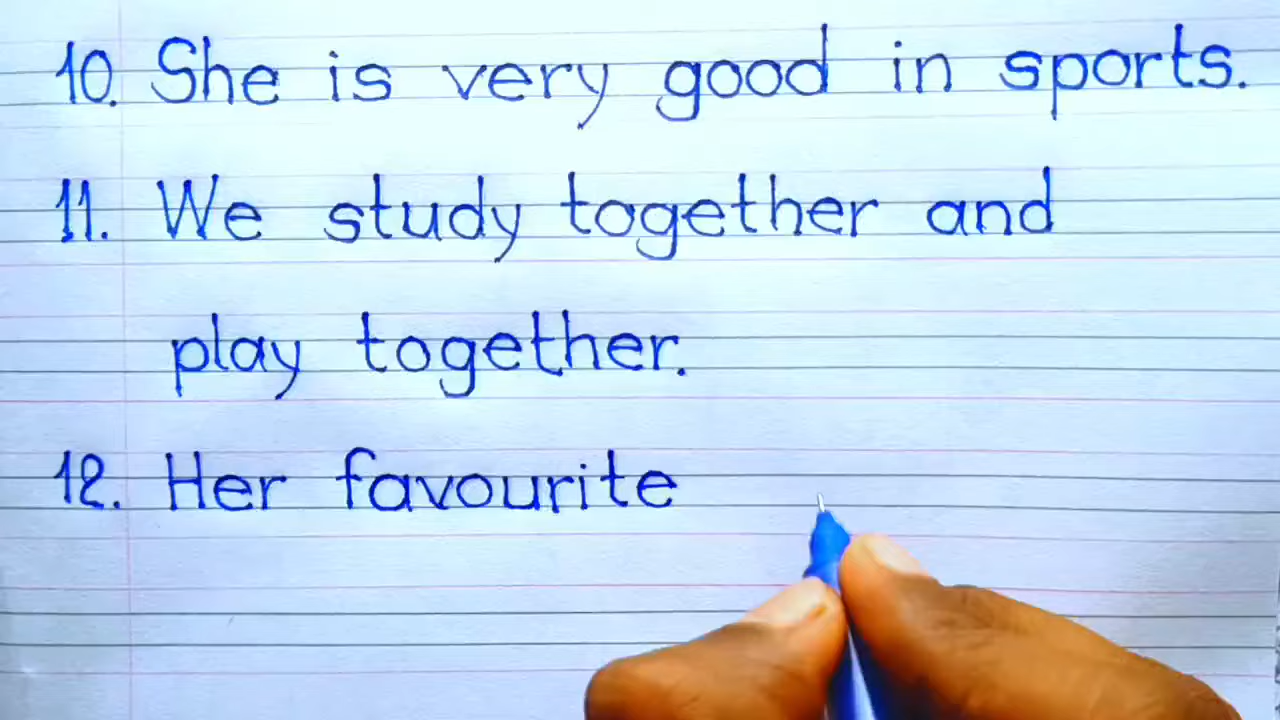 10. She is very good in sports.
11. We study together and
play together.
12. Her favourite